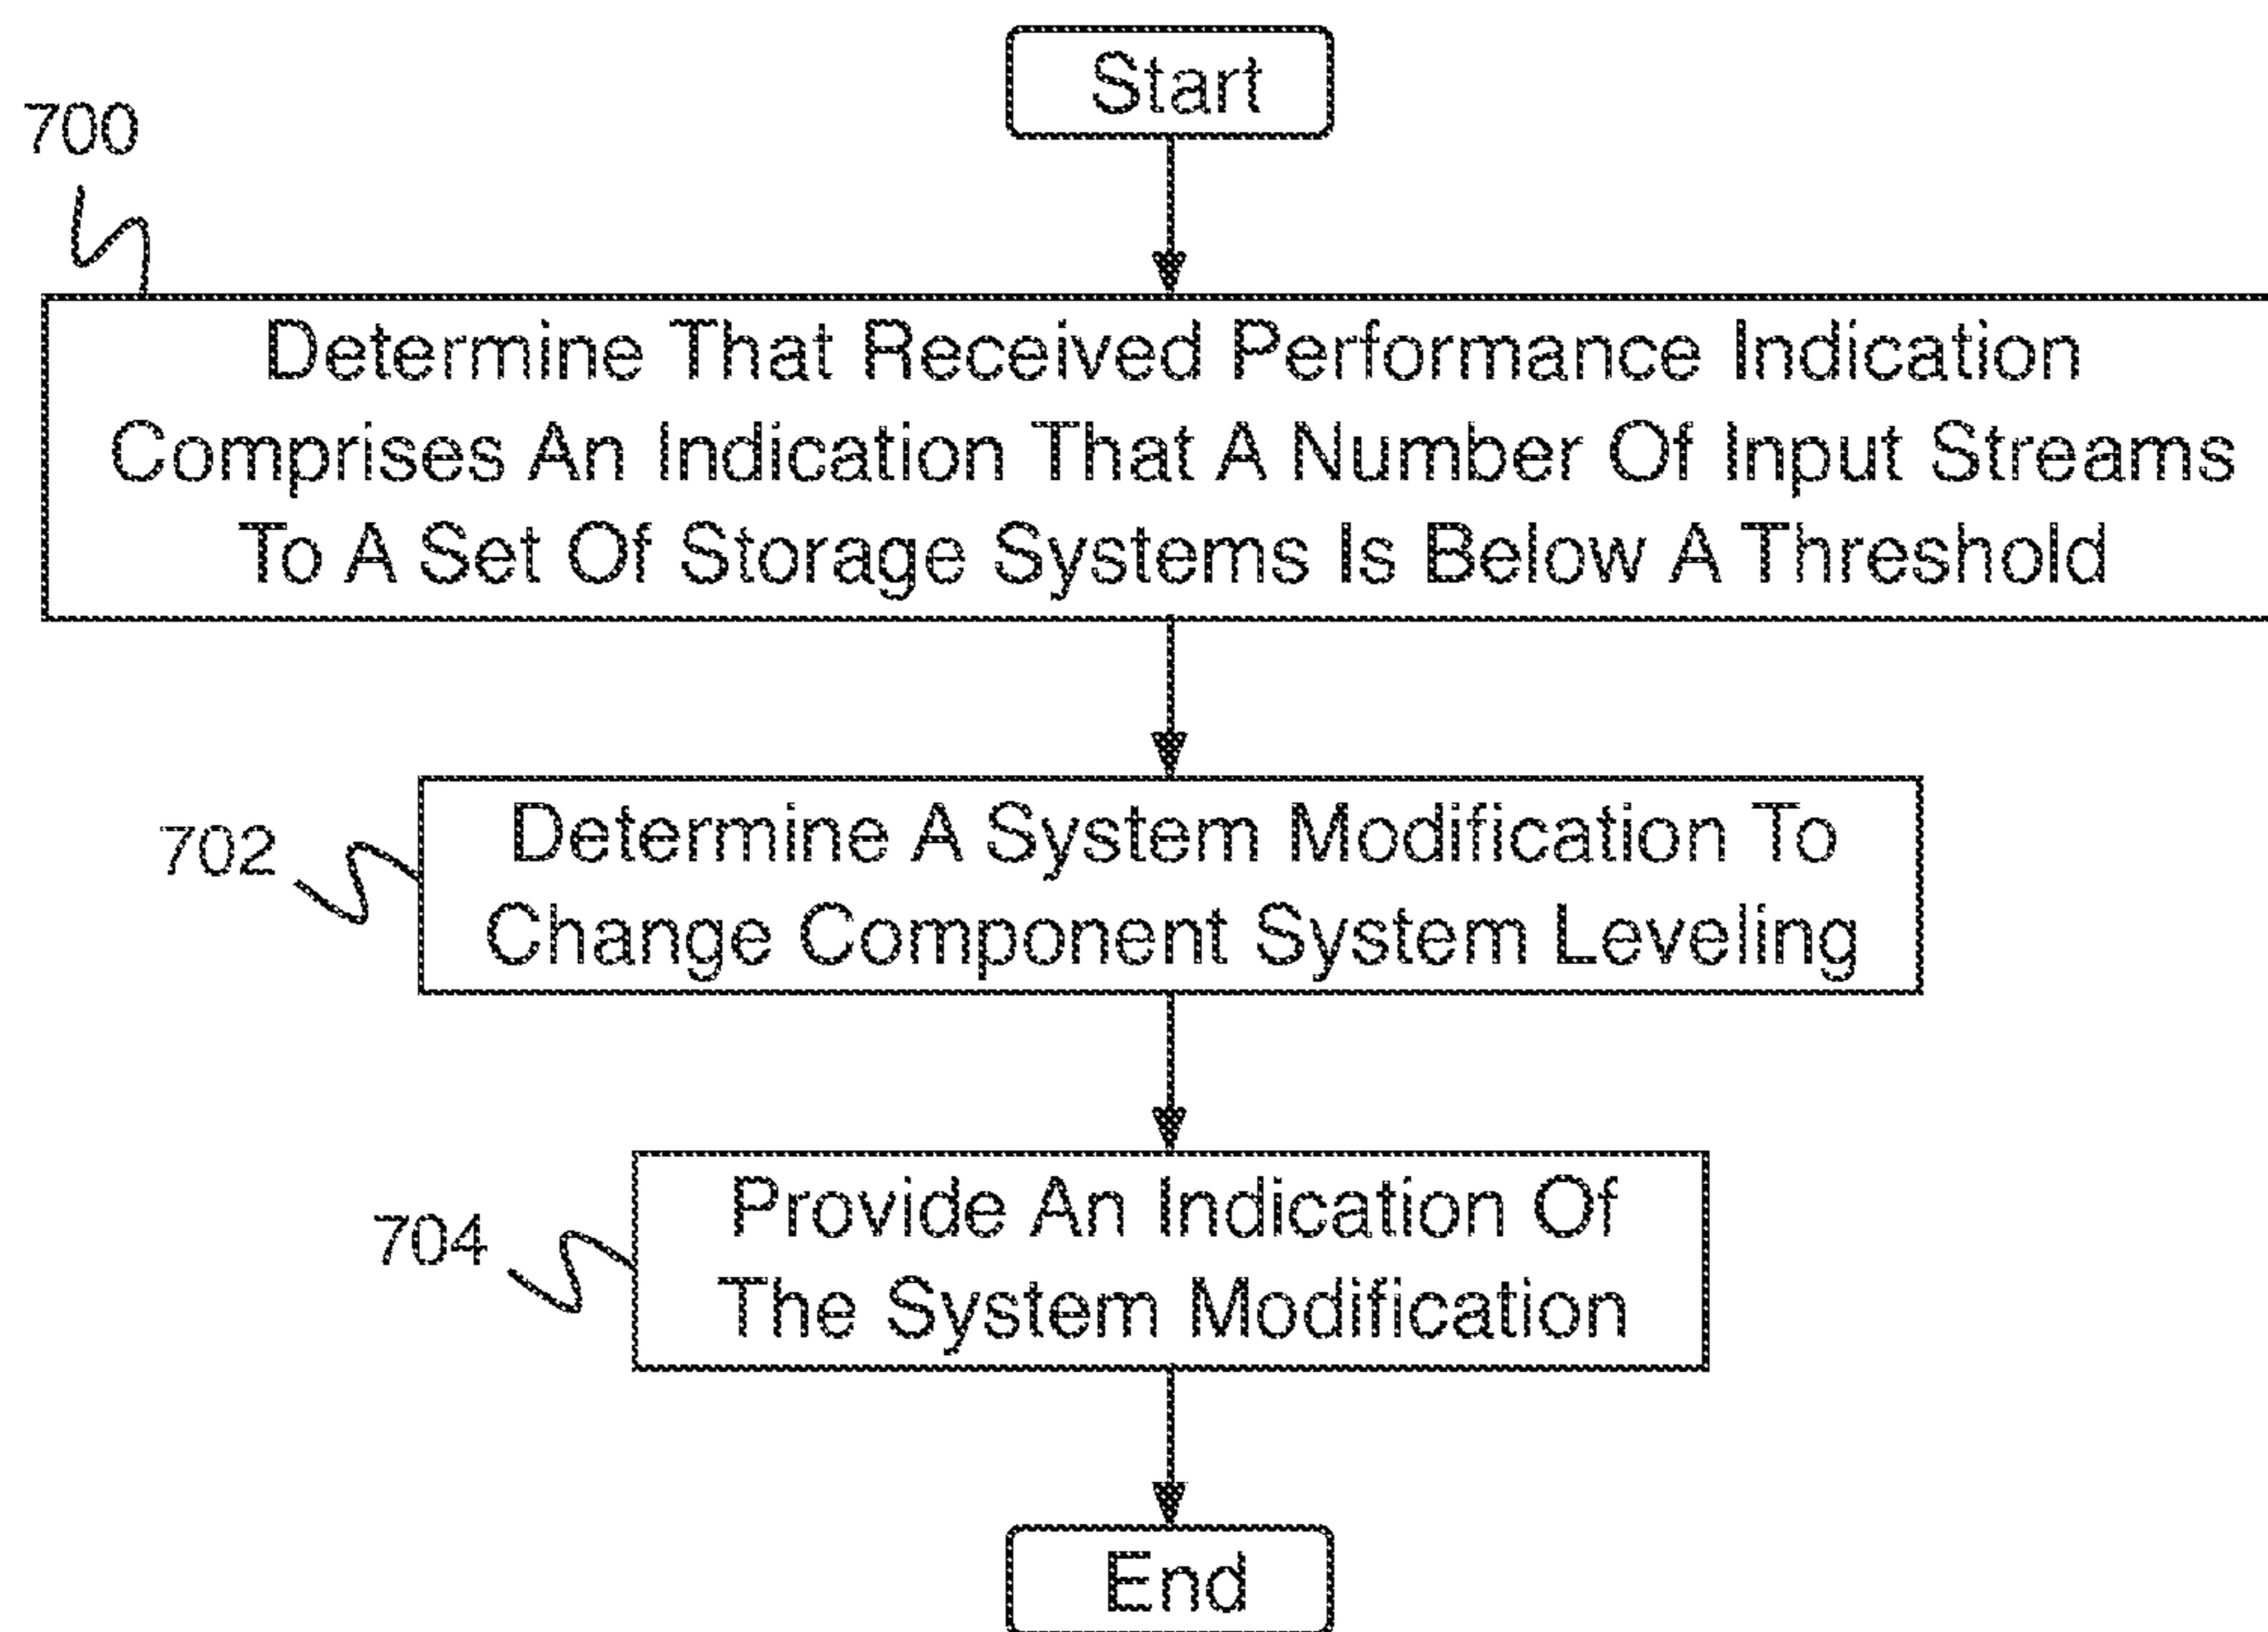 Start
700
Determine That Received Performance Indication
Comprises An Indication That A Number Of Input Streams
To A Set Of Storage Systems Is Below A Threshold
702
Determine A System Modification To
Change Component System Leveling
704
Provide An Indication Of
The System Modification
End